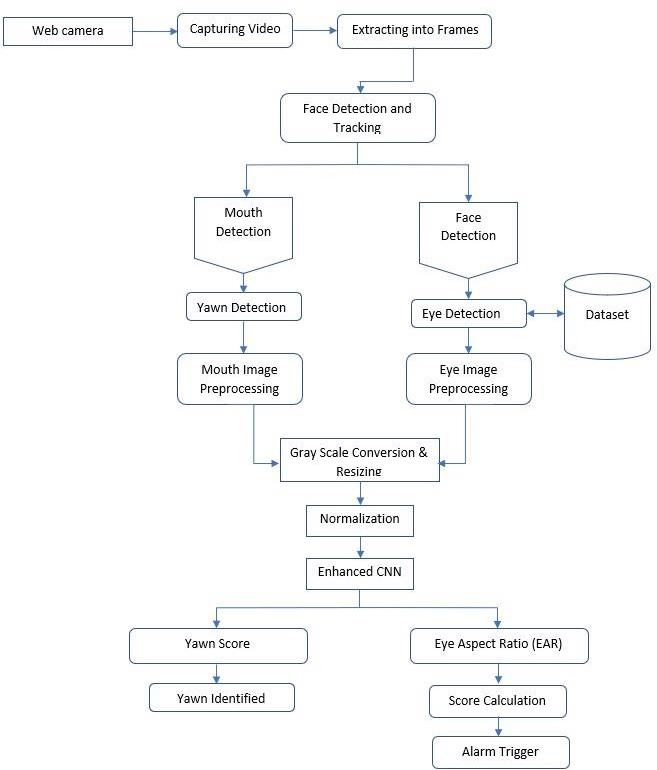 Web camera
Capturing Video
Extracting into Frames
Face Detection and
Tracking
Mouth
Detection
Face
Detection
Yawn Detection
Eye Detection
Dataset
Mouth Image
Preprocessing
Eye Image
Preprocessing
Gray Scale Conversion &
Resizing
Normalization
Enhanced CNN
Yawn Score
Eye Aspect Ratio (EAR)
Yawn Identified
Score Calculation
Alarm Trigger